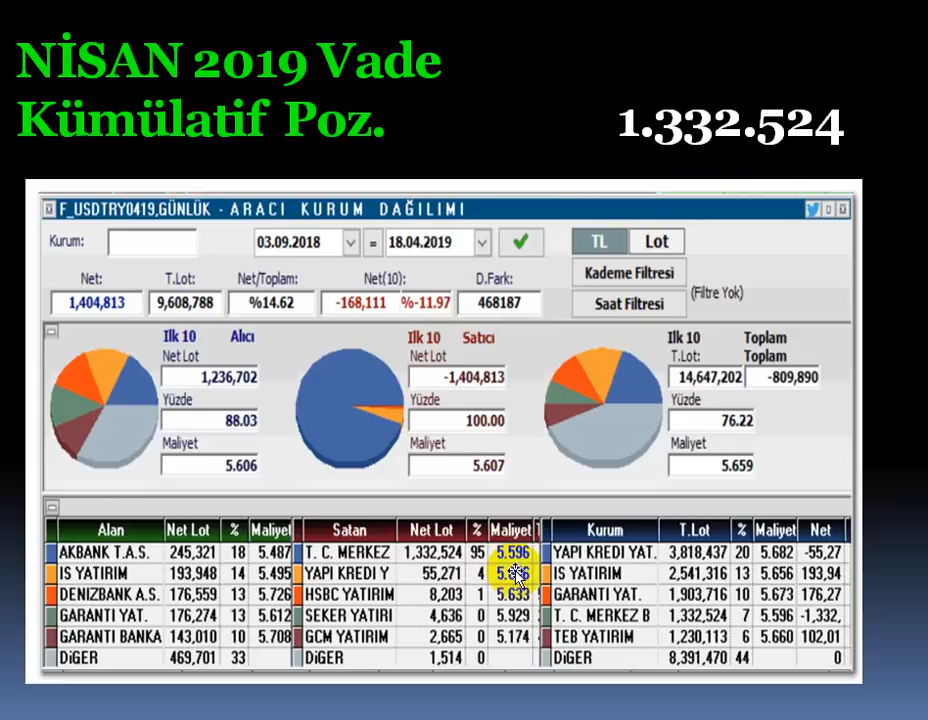 NİSAN 2019 Vade
Kümülatif Poz. 1.332.524
F_USDTRY0419,GÜNLÜK - ARACI KURUM DAĞILIMI
Kurum: 03.09.2018 = 18.04.2019 TL Lot
Kademe Filtresi
Saat Filtresi (Filtre Yok)
Net: T.Lot: Net/Toplam: Net(10): D.Fark:
1,404,813 9,608,788 %14.62 -168,111 %-11.97 468187
Ilk 10 Alıcı Ilk 10 Satıcı Ilk 10 Toplam
Net Lot Net Lot T.Lot: Toplam
1,236,702 -1,404,813 14,647,202 -809,890
Yüzde Yüzde Yüzde
88.03 100.00 76.22
Maliyet Maliyet Maliyet
5.606 5.607 5.659
Alan Net Lot % Maliyet Satan Net Lot % Maliyet Kurum T.Lot % Maliyet Net
AKBANK T.A.S. 245,321 18 5.487 T. C. MERKEZ 1,332,524 95 5.596 YAPI KREDI YAT. 3,818,437 20 5.682 -55,27
IS YATIRIM 193,948 14 5.495 YAPI KREDI Y 55,271 4 IS YATIRIM 2,541,316 13 5.656 193,94
DENIZBANK A.S. 176,559 13 5.726 HSBC YATIRIM 8,203 1 5.633 GARANTI YAT. 1,903,716 10 5.673 176,27
GARANTI YAT. 176,274 13 5.612 SEKER YATIRI 4,636 0 5.929 T. C. MERKEZ B 1,332,524 7 5.596 -1,332,
GARANTI BANKA 143,010 10 5.708 GCM YATIRIM 2,665 0 5.174 TEB YATIRIM 1,230,113 6 5.660 102,01
DiGER 469,701 33 DiGER 1,514 0 DiGER 8,391,470 44 0